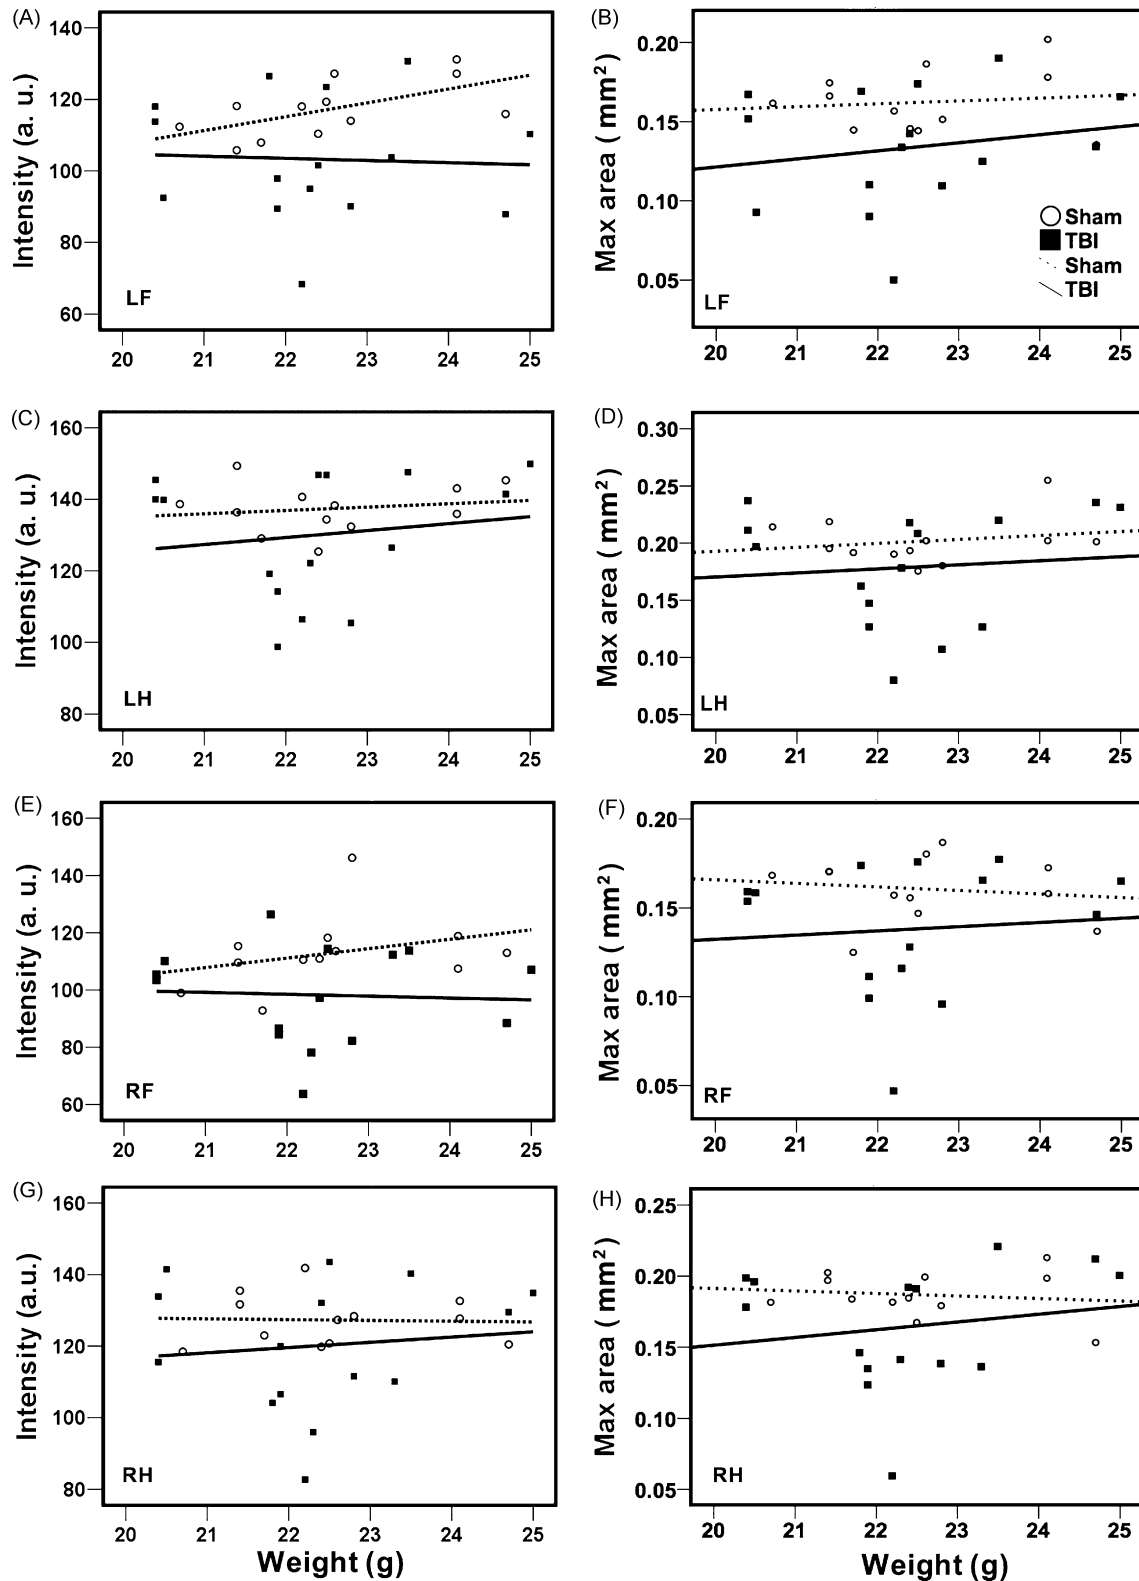 (A)
Intensity (a. u.)
140
120
100
80
60
LF
20 21 22 23 24 25
(B)
Max area ( mm²)
0.20
0.15
0.10
0.05
Sham
TBI
Sham
TBI
LF
20 21 22 23 24 25
(C)
Intensity (a. u.)
160
140
120
100
80
LH
20 21 22 23 24 25
(D)
Max area ( mm²)
0.30
0.25
0.20
0.15
0.10
0.05
LH
20 21 22 23 24 25
(E)
Intensity (a. u.)
160
140
120
100
80
60
RF
20 21 22 23 24 25
(F)
Max area ( mm²)
0.20
0.15
0.10
0.05
RF
20 21 22 23 24 25
(G)
Intensity (a.u.)
160
140
120
100
80
RH
20 21 22 23 24 25
Weight (g)
(H)
Max area ( mm²)
0.25
0.20
0.15
0.10
0.05
RH
20 21 22 23 24 25
Weight (g)